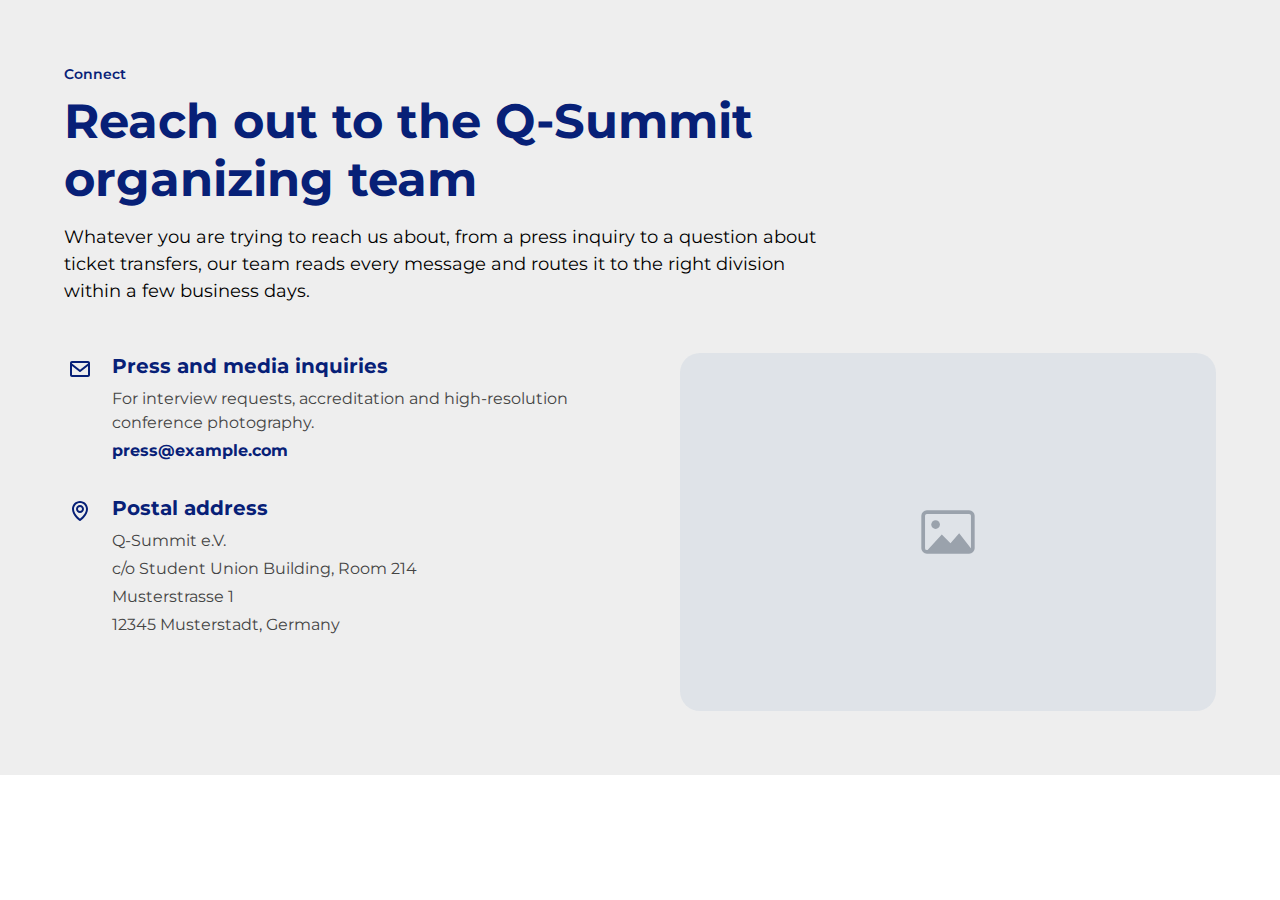 Connect
Reach out to the Q-Summit
organizing team
Whatever you are trying to reach us about, from a press inquiry to a question about
ticket transfers, our team reads every message and routes it to the right division
within a few business days.
Press and media inquiries
For interview requests, accreditation and high-resolution
conference photography.
press@example.com
Postal address
Q-Summit e.V.
c/o Student Union Building, Room 214
Musterstrasse 1
12345 Musterstadt, Germany